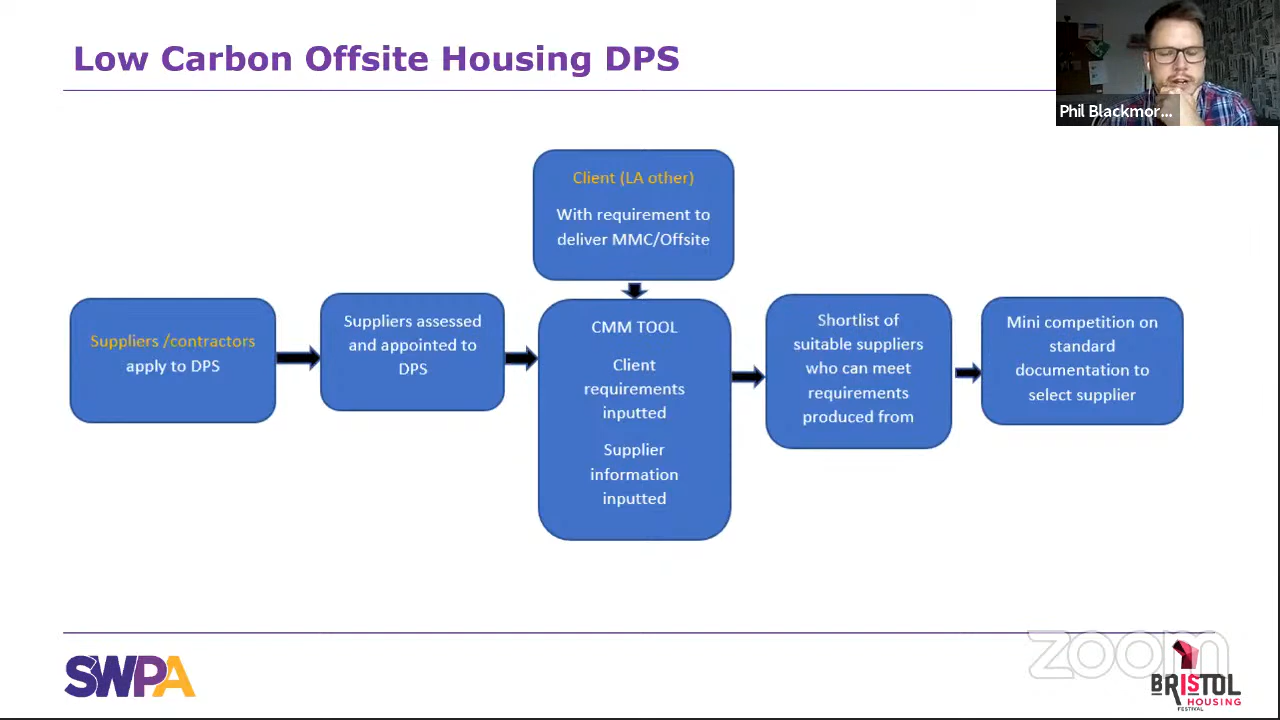 Low Carbon Offsite Housing DPS
Phil Blackmor...
Client (LA other)
With requirement to
deliver MMC/Offsite
Suppliers /contractors
apply to DPS
Suppliers assessed
and appointed to
DPS
CMM TOOL
Client
requirements
inputted
Supplier
information
inputted
Shortlist of
suitable suppliers
who can meet
requirements
produced from
Mini competition on
standard
documentation to
select supplier
SWPA
zoom
BRISTOL
HOUSING
FESTIVAL